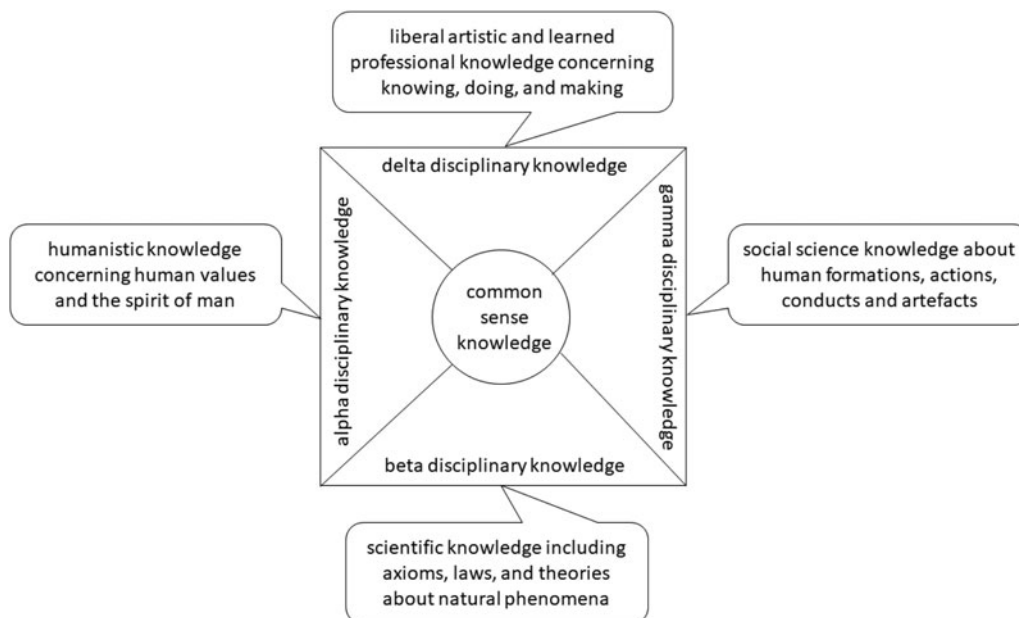 liberal artistic and learned
professional knowledge concerning
knowing, doing, and making
delta disciplinary knowledge
humanistic knowledge
concerning human values
and the spirit of man
alpha disciplinary knowledge
common
sense
knowledge
gamma disciplinary knowledge
social science knowledge about
human formations, actions,
conducts and artefacts
beta disciplinary knowledge
scientific knowledge including
axioms, laws, and theories
about natural phenomena